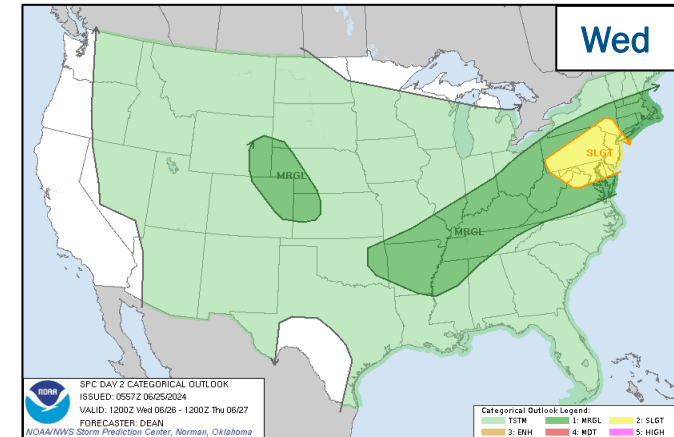 Wed
SLGT
MRGL
MRGL
NOAA
SPC DAY 2 CATEGORICAL OUTLOOK
ISSUED: 0557Z 06/25/2024
VALID: 1200Z Wed 06/26 - 1200Z Thu 06/27
FORECASTER: DEAN
NOAA/NWS Storm Prediction Center, Norman, Oklahoma
Categorical Outlook Legend:
TSTM 1: MRGL 2: SLGT
3: ENH 4: MDT 5: HIGH